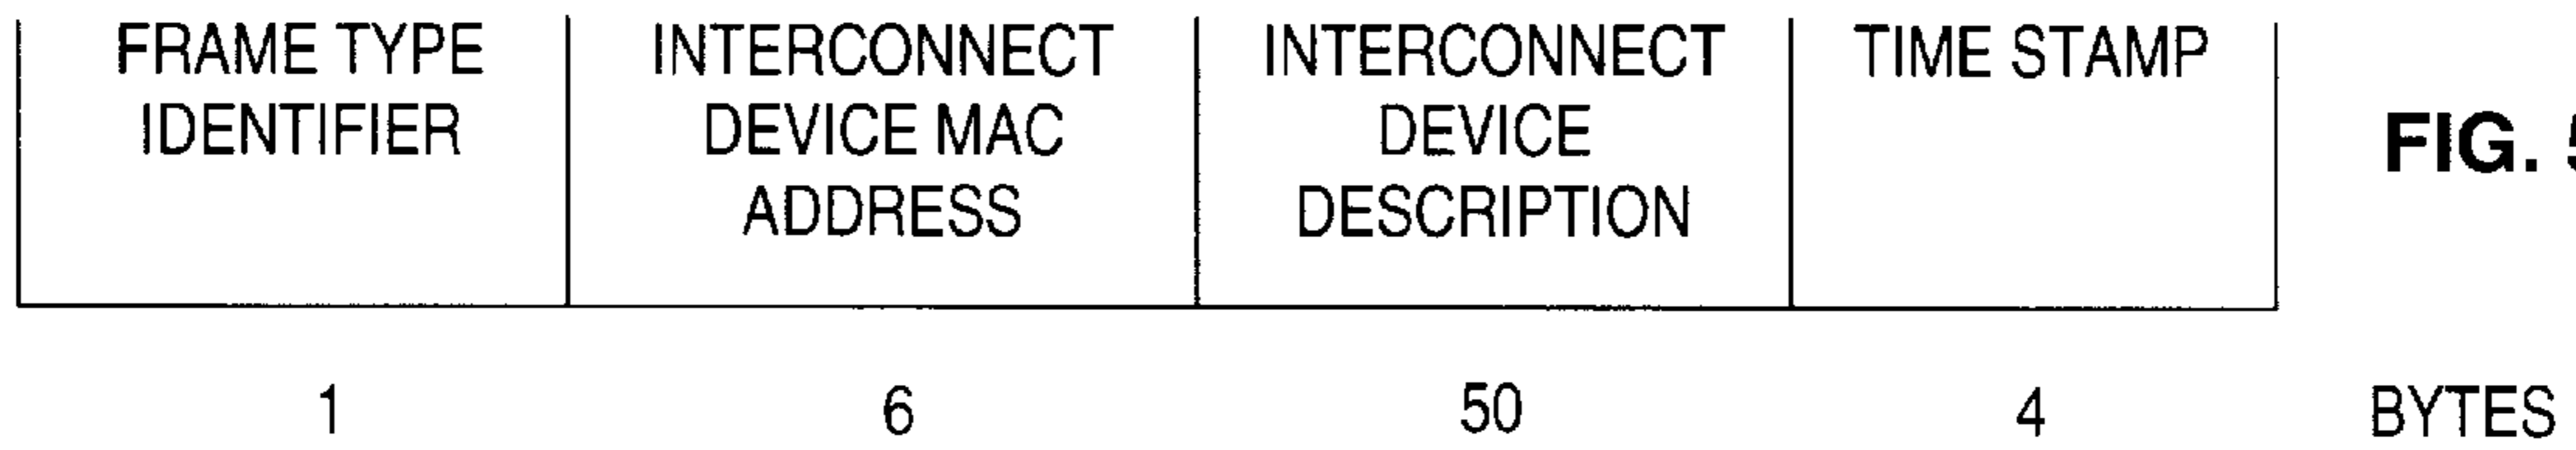 FRAME TYPE
IDENTIFIER
INTERCONNECT
DEVICE MAC
ADDRESS
INTERCONNECT
DEVICE
DESCRIPTION
TIME STAMP
FIG.
1
6
50
4
BYTES